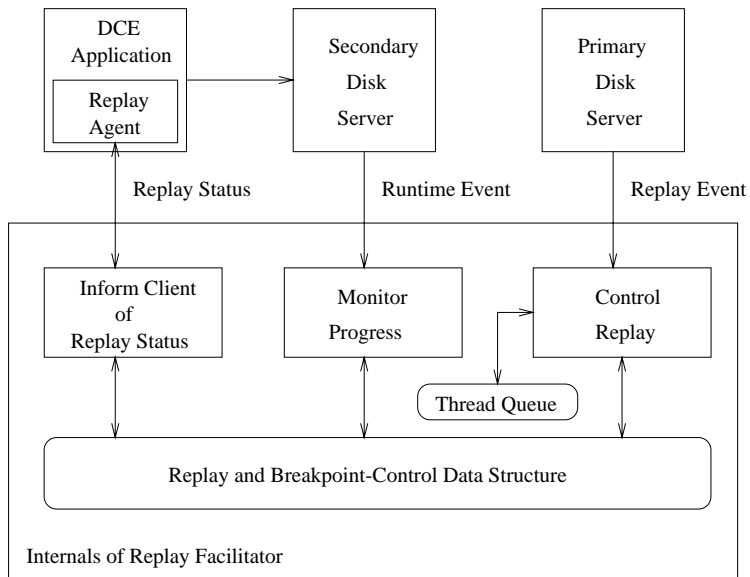 DCE
Application
Replay
Agent
Secondary
Disk
Server
Primary
Disk
Server
Replay Status
Runtime Event
Replay Event
Inform Client
of
Replay Status
Monitor
Progress
Control
Replay
Thread Queue
Replay and Breakpoint-Control Data Structure
Internals of Replay Facilitator